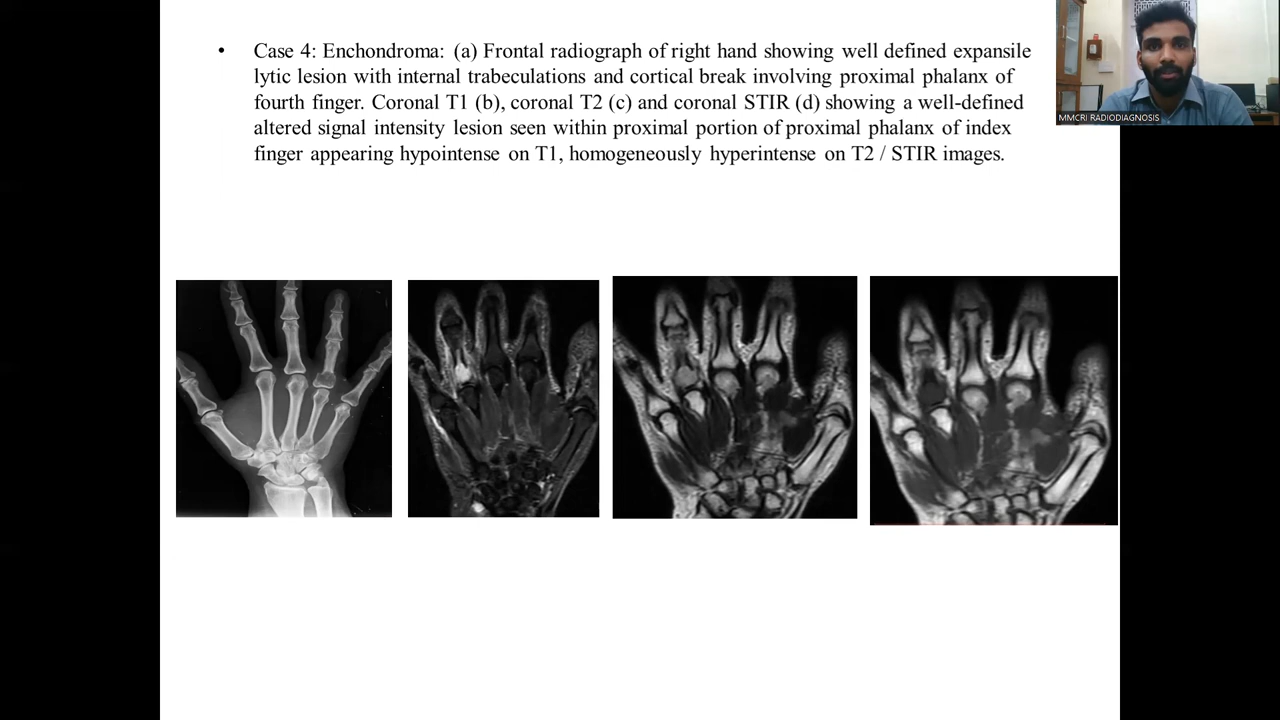 • Case 4: Enchondroma: (a) Frontal radiograph of right hand showing well defined expansile
lytic lesion with internal trabeculations and cortical break involving proximal phalanx of
fourth finger. Coronal T1 (b), coronal T2 (c) and coronal STIR (d) showing a well-defined
altered signal intensity lesion seen within proximal portion of proximal phalanx of index
finger appearing hypointense on T1, homogeneously hyperintense on T2 / STIR images.
MMCRI RADIODIAGNOSIS